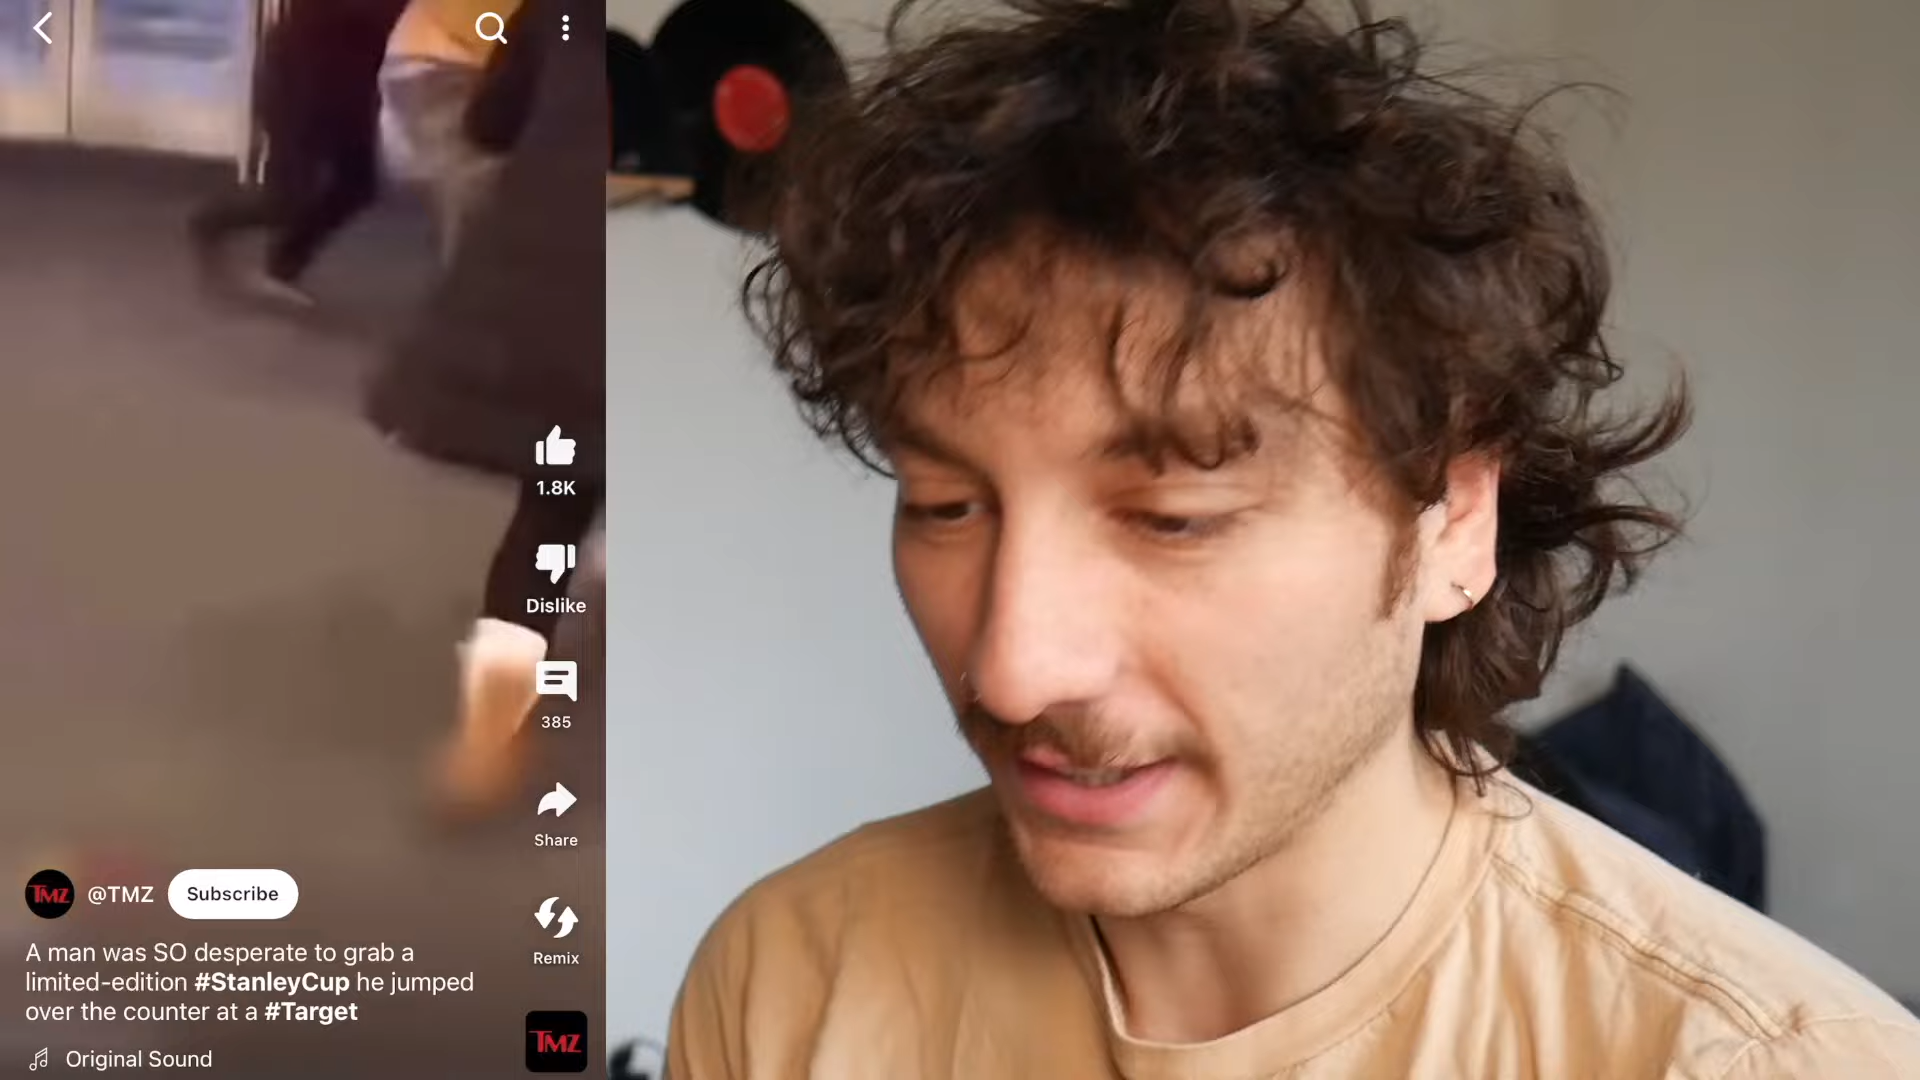 1.8K
Dislike
385
Share
Remix
TMZ @TMZ Subscribe
A man was SO desperate to grab a
limited-edition #StanleyCup he jumped
over the counter at a #Target
Original Sound
TMZ